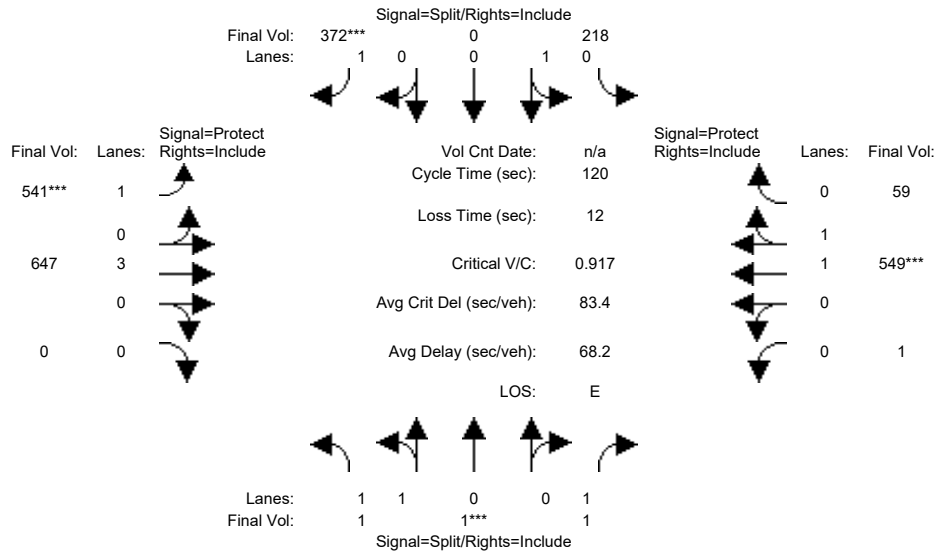 Signal=Split/Rights=Include
Final Vol: 372*** 0 218
Lanes: 1 0 0 1 0
Signal=Protect
Final Vol: Lanes: Rights=Include
Vol Cnt Date: n/a
Signal=Protect
Rights=Include Lanes: Final Vol:
Cycle Time (sec): 120
541*** 1
0 59
Loss Time (sec): 12
0
1
647 3
Critical V/C: 0.917
1 549***
0
Avg Crit Del (sec/veh): 83.4
0
0 0
Avg Delay (sec/veh): 68.2
0 1
LOS: E
Lanes: 1 1 0 0 1
Final Vol: 1 1*** 1
Signal=Split/Rights=Include